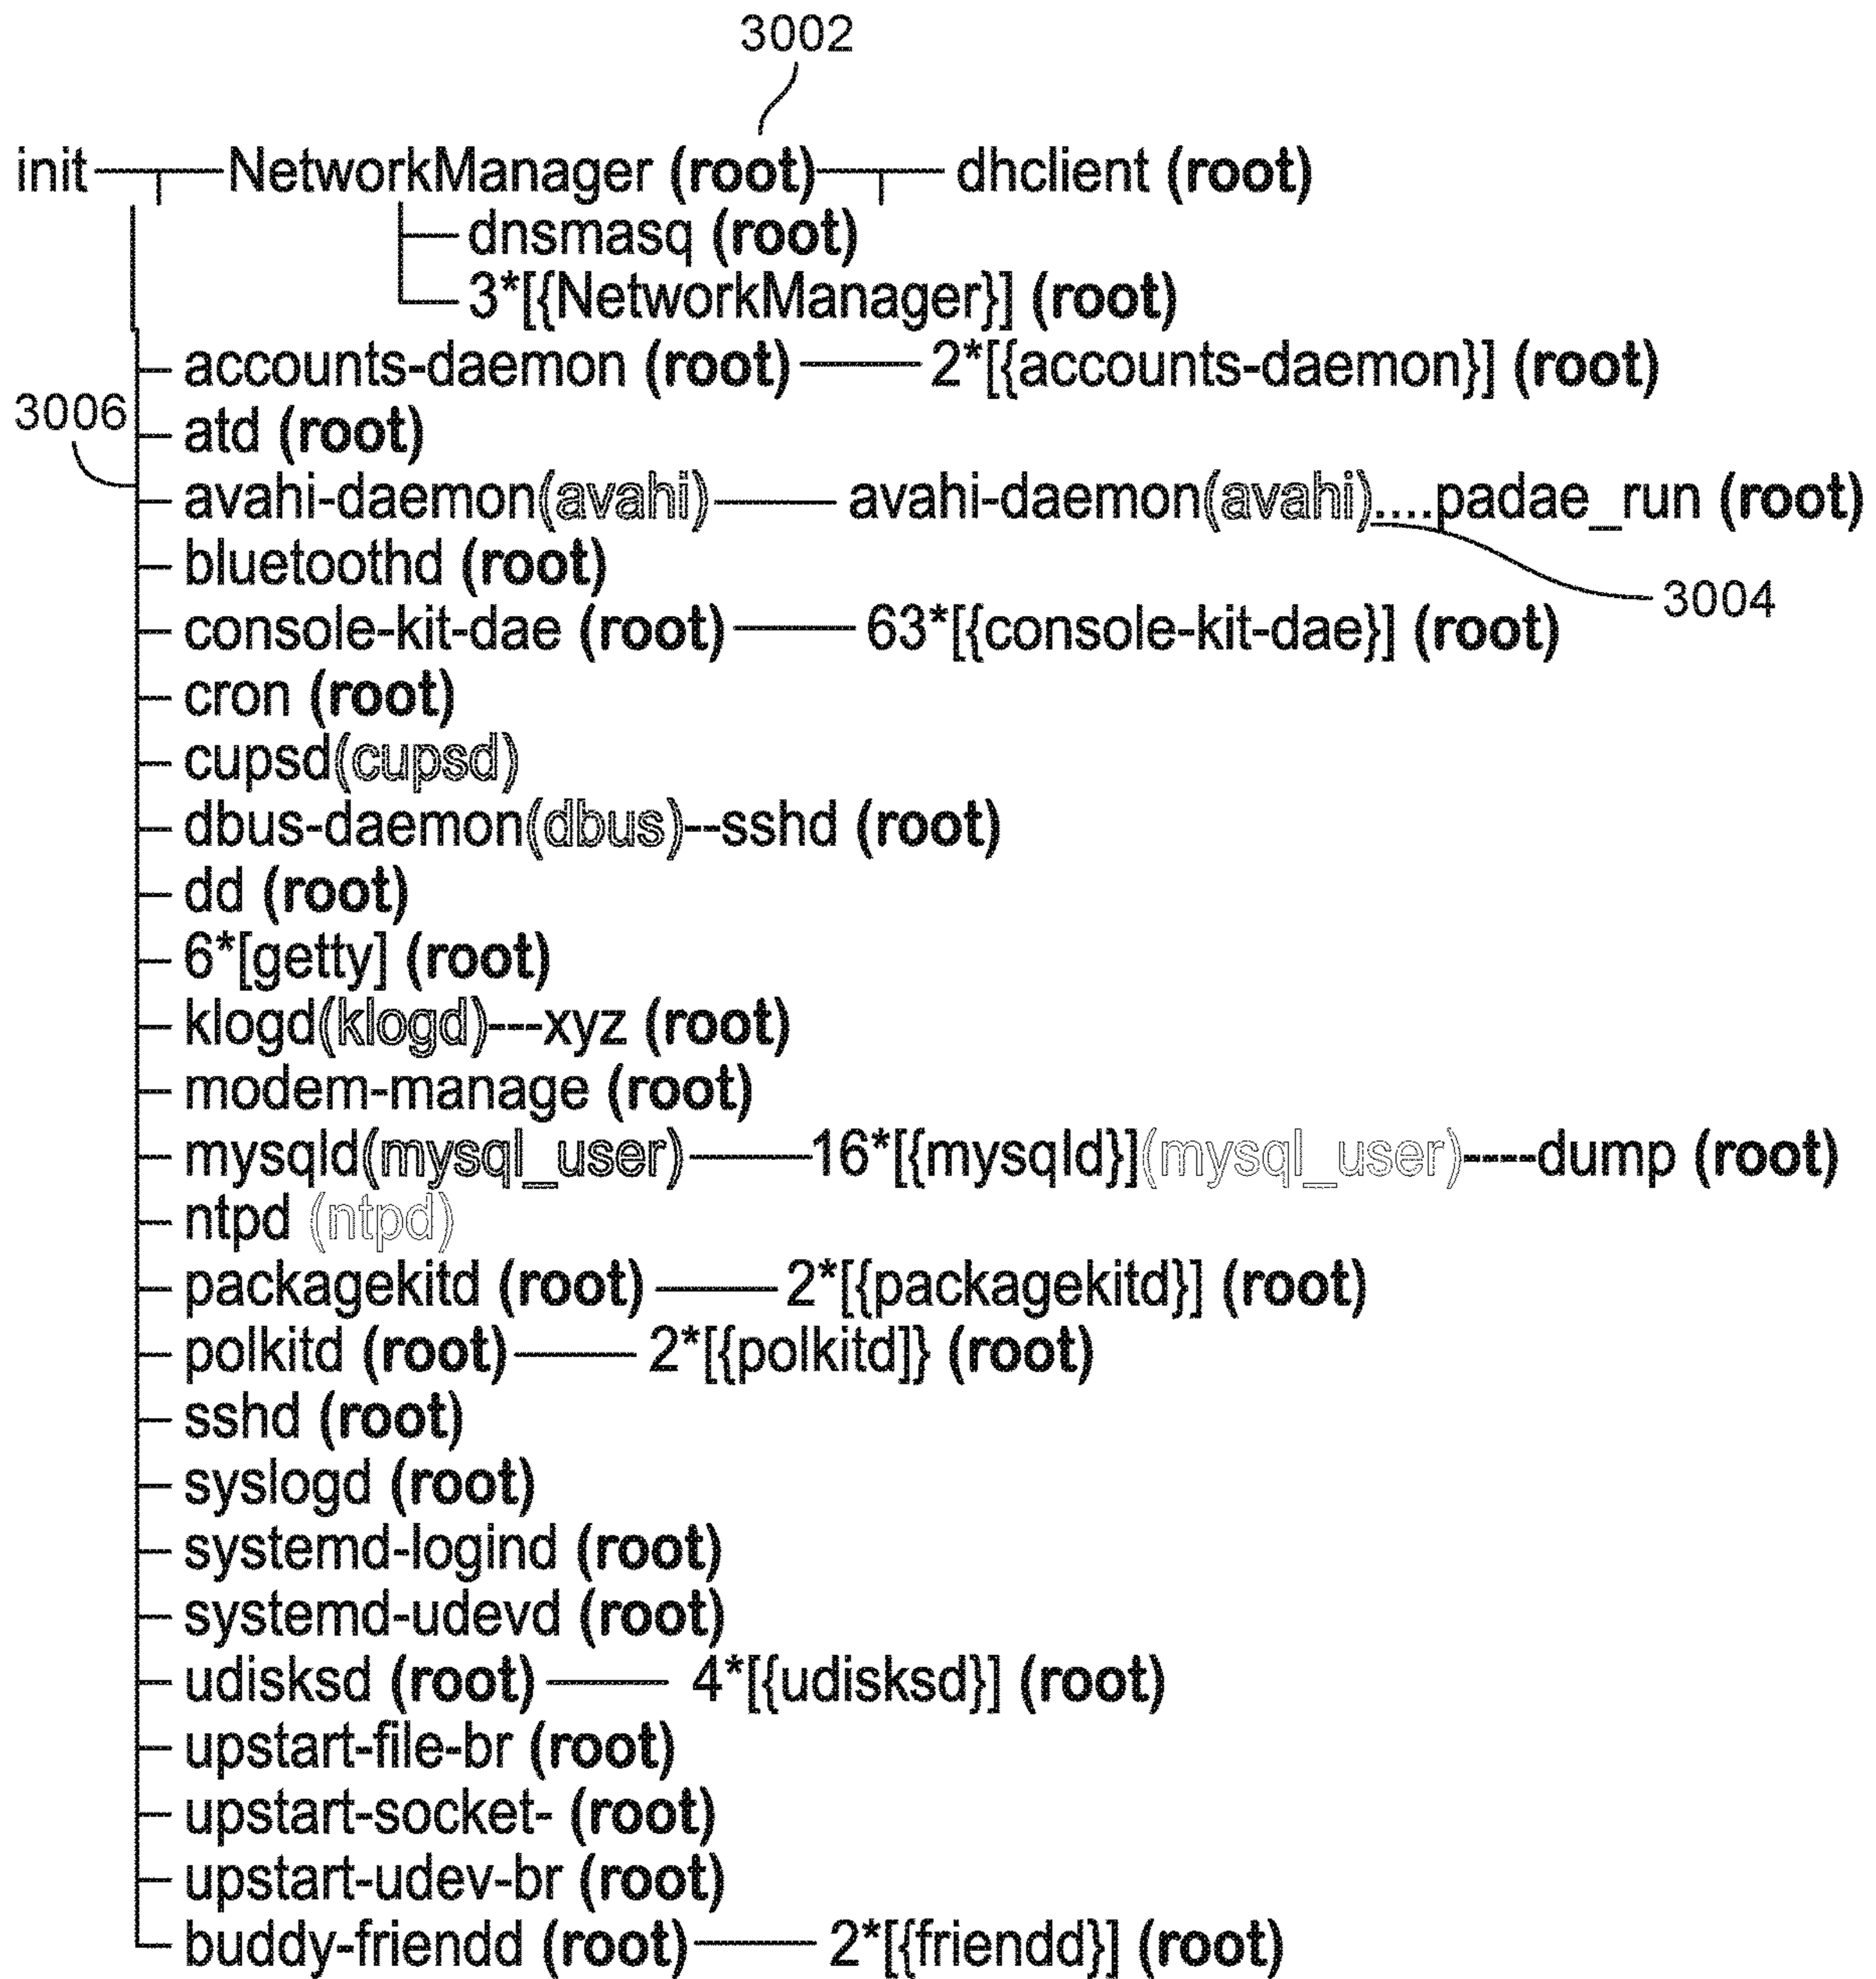 3002
init NetworkManager (root) dhclient (root)
dnsmasq (root)
3*[{NetworkManager}] (root)
accounts-daemon (root) 2*[{accounts-daemon}] (root)
3006
atd (root)
avahi-daemon(avahi) avahi-daemon(avahi)....padae_run (root)
bluetoothd (root)
3004
console-kit-dae (root) 63*[{console-kit-dae}] (root)
cron (root)
cupsd(cupsd)
dbus-daemon(dbus)--sshd (root)
dd (root)
6*[getty] (root)
klogd(klogd)---xyz (root)
modem-manage (root)
mysqld(mysql_user) 16*[{mysqld}](mysql_user)----dump (root)
ntpd (ntpd)
packagekitd (root) 2*[{packagekitd}] (root)
polkitd (root) 2*[{polkitd]} (root)
sshd (root)
syslogd (root)
systemd-logind (root)
systemd-udevd (root)
udisksd (root) 4*[{udisksd}] (root)
upstart-file-br (root)
upstart-socket- (root)
upstart-udev-br (root)
buddy-friendd (root) 2*[{friendd}] (root)